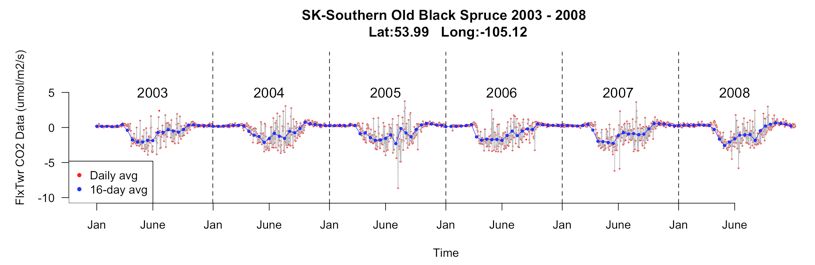 SK-Southern Old Black Spruce 2003 - 2008
Lat:53.99 Long:-105.12
FlxTwr CO2 Data (umol/m2/s)
5
0
-5
-10
2003 2004 2005 2006 2007 2008
Daily avg
16-day avg
Jan June Jan June Jan June Jan June Jan June Jan June
Time